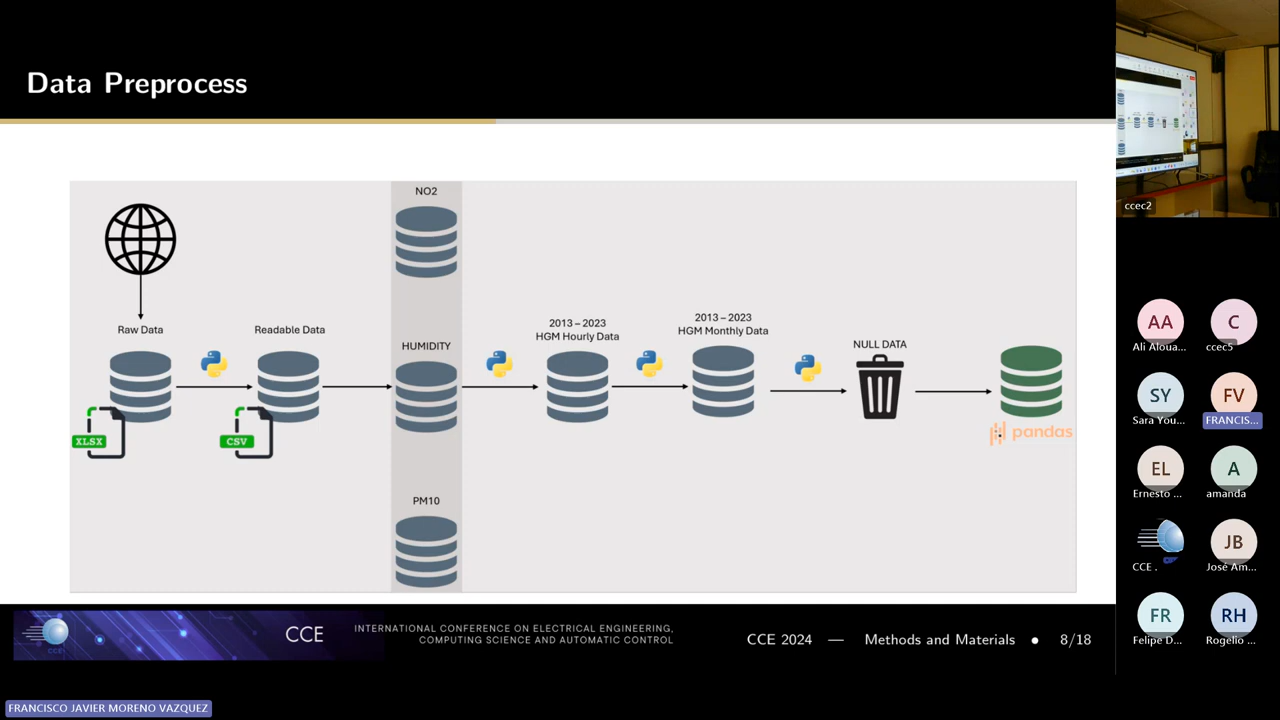 Data Preprocess
NO2
Raw Data
Readable Data
HUMIDITY
2013 – 2023
HGM Hourly Data
2013 – 2023
HGM Monthly Data
NULL DATA
XLSX
CSV
pandas
PM10
CCE
CCE
INTERNATIONAL CONFERENCE ON ELECTRICAL ENGINEERING,
COMPUTING SCIENCE AND AUTOMATIC CONTROL
CCE 2024 — Methods and Materials • 8/18
ccec2
AA
Ali Aloua...
C
ccec5
SY
Sara You...
FV
FRANCIS...
EL
Ernesto ...
A
amanda
CCE .
JB
José Am...
FR
Felipe D...
RH
Rogelio ...
FRANCISCO JAVIER MORENO VAZQUEZ